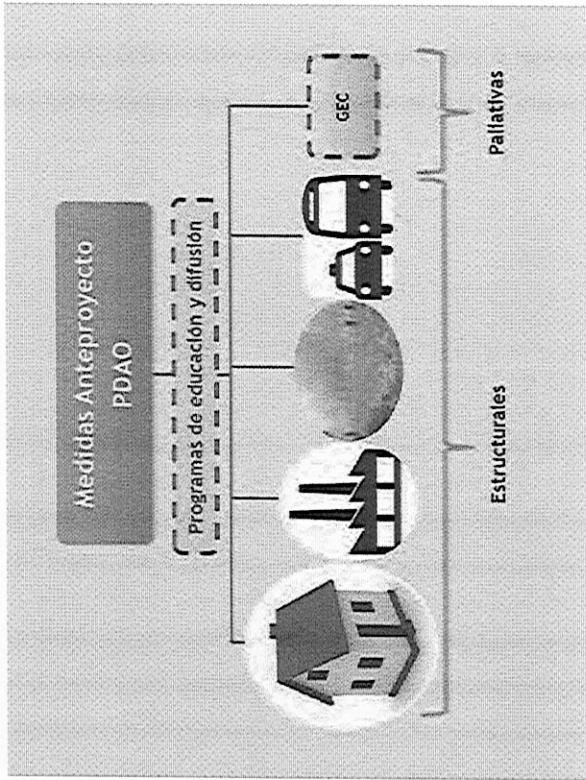 Medidas Anteproyecto
PDAO
Programas de educación y difusión
GEC
Estructurales
Paliativas